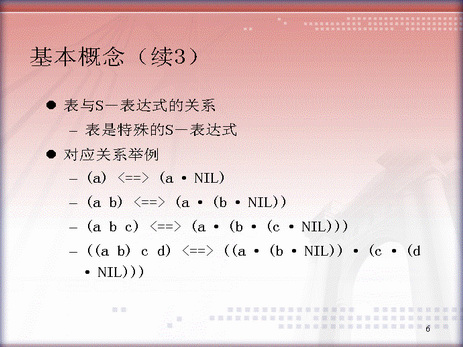 基本概念（续3）
● 表与S－表达式的关系
– 表是特殊的S－表达式
● 对应关系举例
– (a) <==> (a • NIL)
– (a b) <==> (a • (b • NIL))
– (a b c) <==> (a • (b • (c • NIL)))
– ((a b) c d) <==> ((a • (b • NIL)) • (c • (d
• NIL)))
6